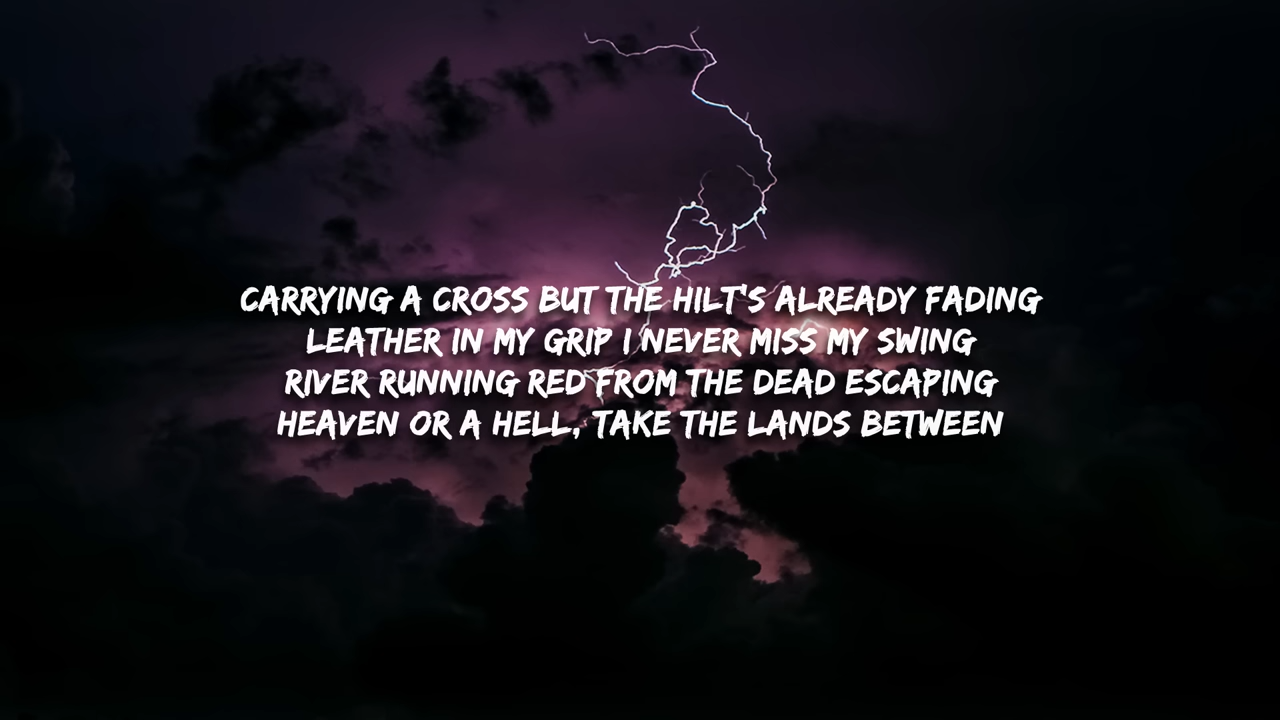 CARRYING A CROSS BUT THE HILT'S ALREADY FADING
LEATHER IN MY GRIP I NEVER MISS MY SWING
RIVER RUNNING RED FROM THE DEAD ESCAPING
HEAVEN OR A HELL, TAKE THE LANDS BETWEEN